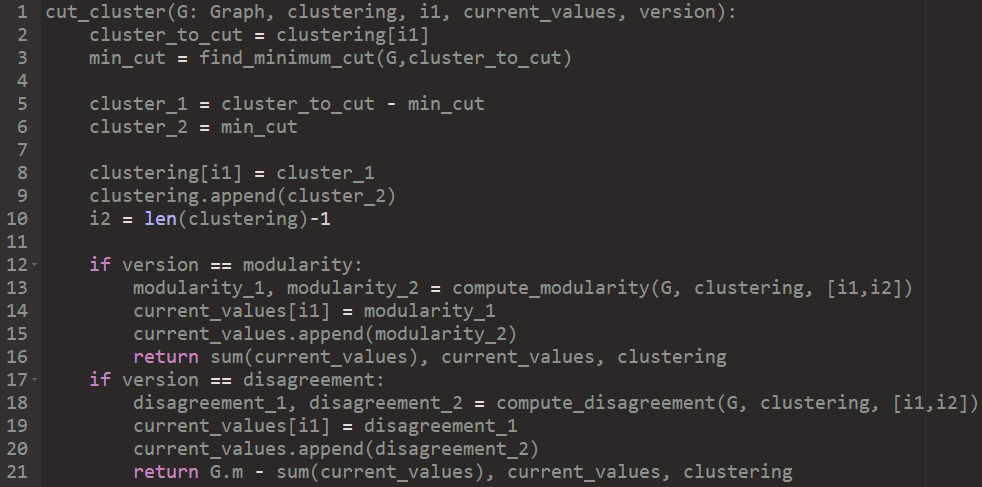 1 cut_cluster(G: Graph, clustering, i1, current_values, version):
2     cluster_to_cut = clustering[i1]
3     min_cut = find_minimum_cut(G,cluster_to_cut)
4
5     cluster_1 = cluster_to_cut - min_cut
6     cluster_2 = min_cut
7
8     clustering[i1] = cluster_1
9     clustering.append(cluster_2)
10     i2 = len(clustering)-1
11
12     if version == modularity:
13         modularity_1, modularity_2 = compute_modularity(G, clustering, [i1,i2])
14         current_values[i1] = modularity_1
15         current_values.append(modularity_2)
16         return sum(current_values), current_values, clustering
17     if version == disagreement:
18         disagreement_1, disagreement_2 = compute_disagreement(G, clustering, [i1,i2])
19         current_values[i1] = disagreement_1
20         current_values.append(disagreement_2)
21         return G.m - sum(current_values), current_values, clustering